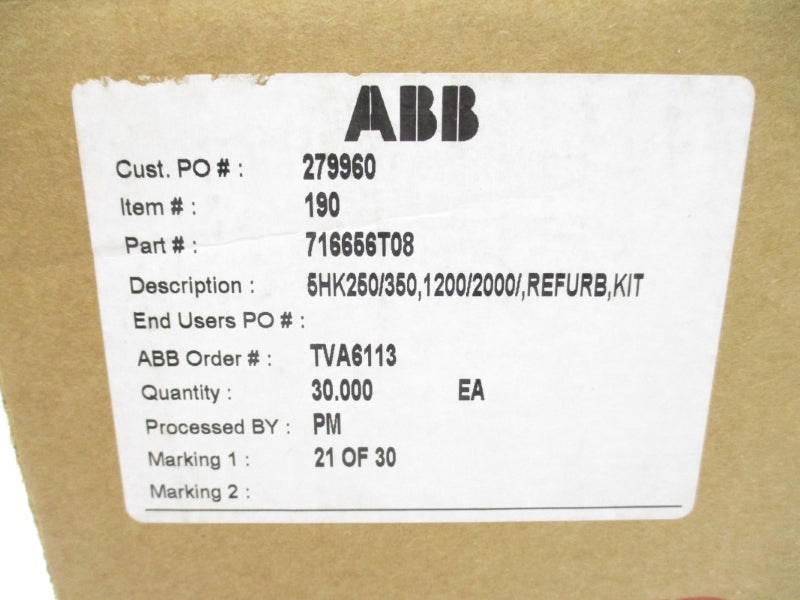 ABB
Cust. PO # : 279960
Item # : 190
Part # : 716656T08
Description : 5HK250/350,1200/2000/,REFURB,KIT
End Users PO # :
ABB Order # : TVA6113
Quantity : 30.000 EA
Processed BY : PM
Marking 1 : 21 OF 30
Marking 2 :